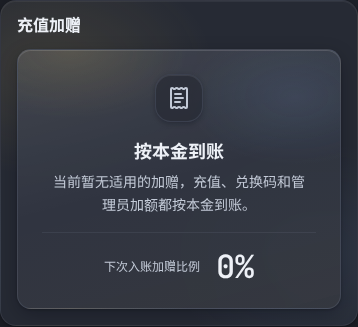 充值加赠
按本金到账
当前暂无适用的加赠，充值、兑换码和管
理员加额都按本金到账。
下次入账加赠比例 0%